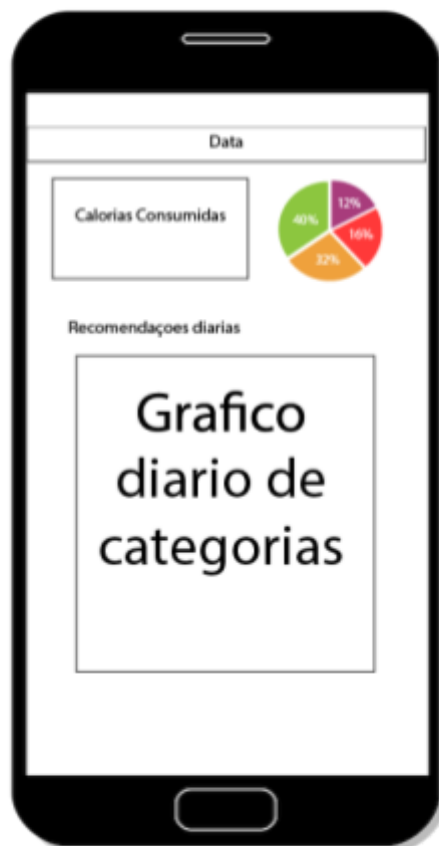 Data
Calorias Consumidas
40%
12%
16%
32%
Recomendaçoes diarias
Grafico
diario de
categorias